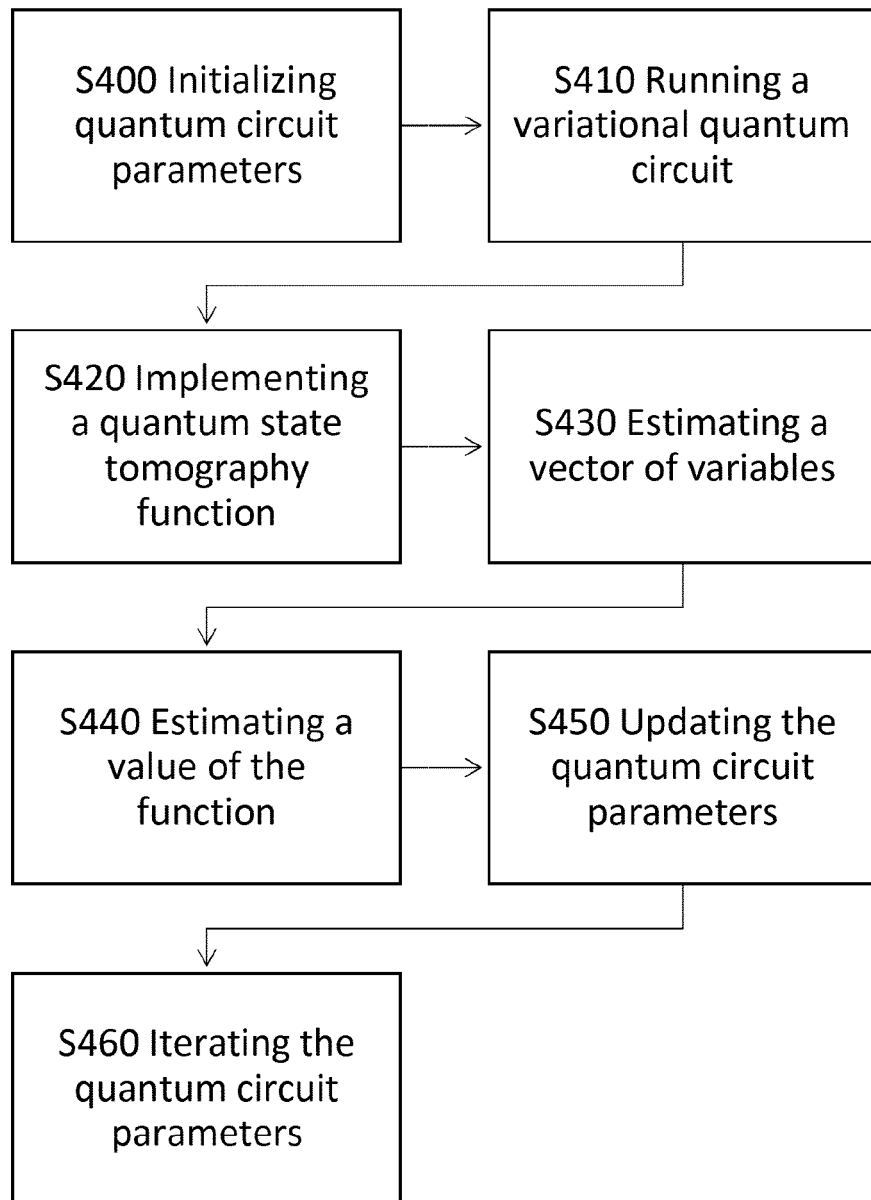 S400 Initializing
quantum circuit
parameters
S410 Running a
variational quantum
circuit
S420 Implementing
a quantum state
tomography
function
S430 Estimating a
vector of variables
S440 Estimating a
value of the
function
S450 Updating the
quantum circuit
parameters
S460 Iterating the
quantum circuit
parameters